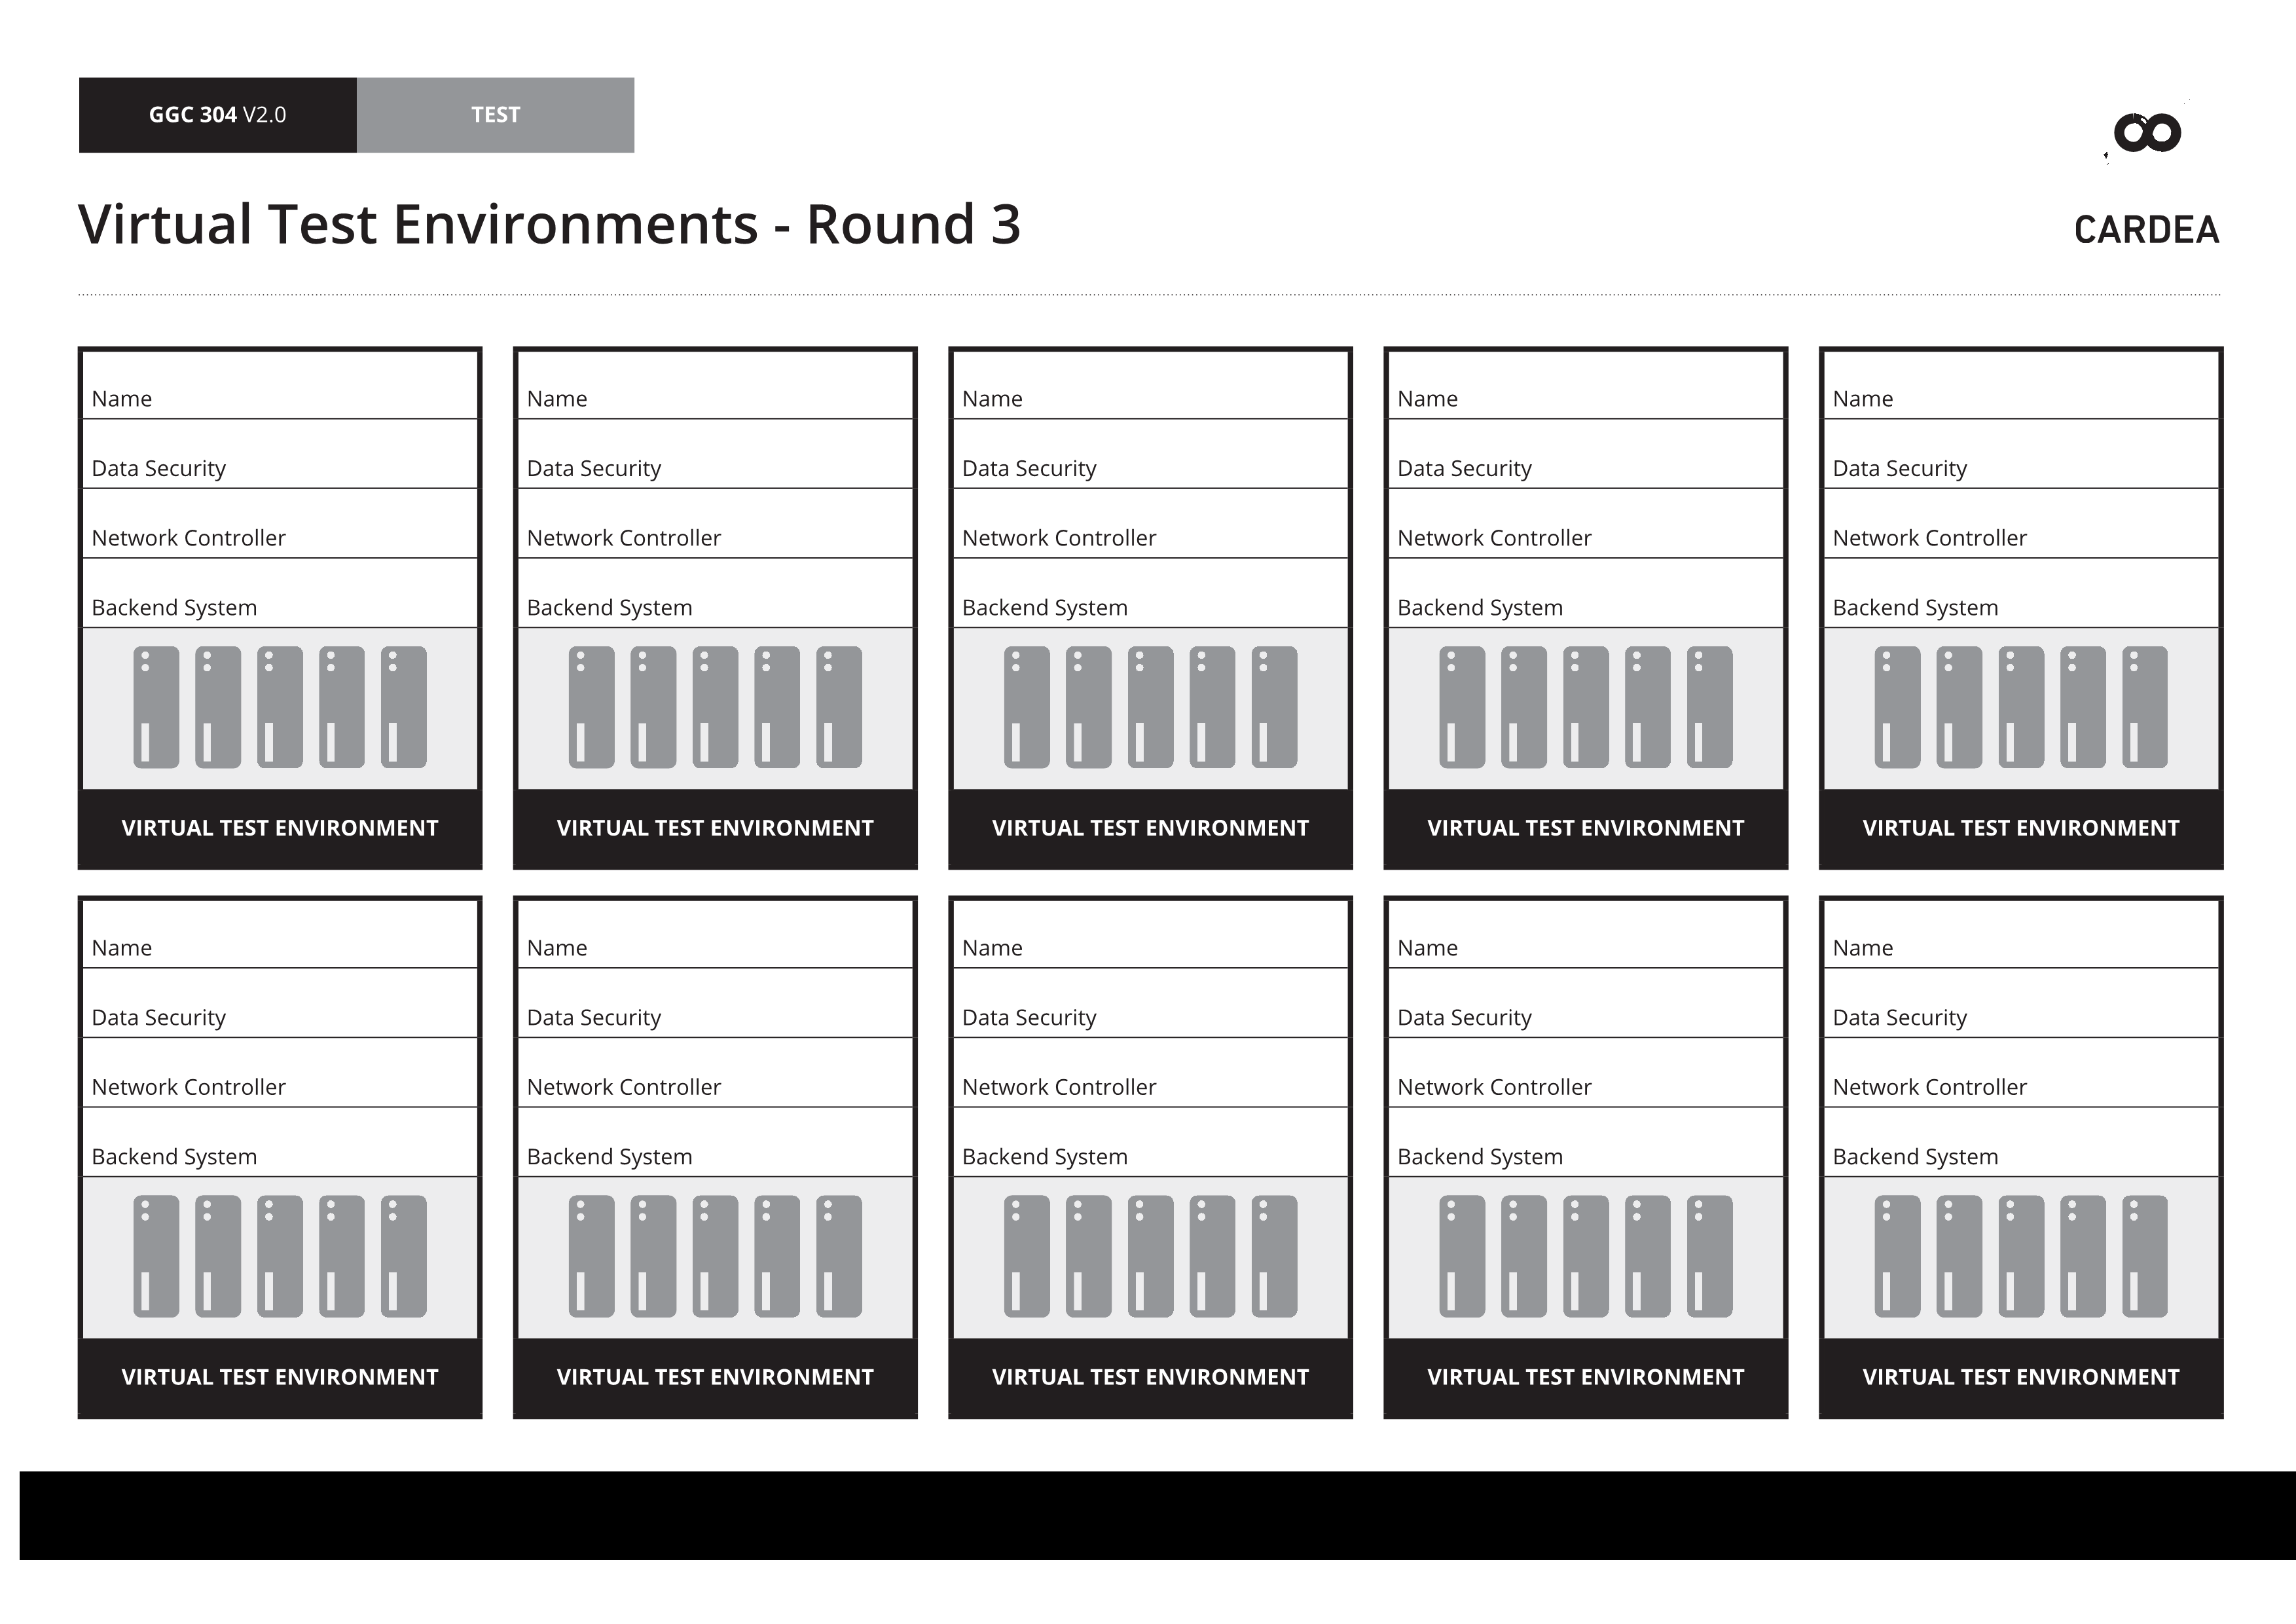 GGC 304 V2.0 TEST
CARDEA
Virtual Test Environments - Round 3
Name Name Name Name Name
Data Security Data Security Data Security Data Security Data Security
Network Controller Network Controller Network Controller Network Controller Network Controller
Backend System Backend System Backend System Backend System Backend System
VIRTUAL TEST ENVIRONMENT VIRTUAL TEST ENVIRONMENT VIRTUAL TEST ENVIRONMENT VIRTUAL TEST ENVIRONMENT VIRTUAL TEST ENVIRONMENT
Name Name Name Name Name
Data Security Data Security Data Security Data Security Data Security
Network Controller Network Controller Network Controller Network Controller Network Controller
Backend System Backend System Backend System Backend System Backend System
VIRTUAL TEST ENVIRONMENT VIRTUAL TEST ENVIRONMENT VIRTUAL TEST ENVIRONMENT VIRTUAL TEST ENVIRONMENT VIRTUAL TEST ENVIRONMENT